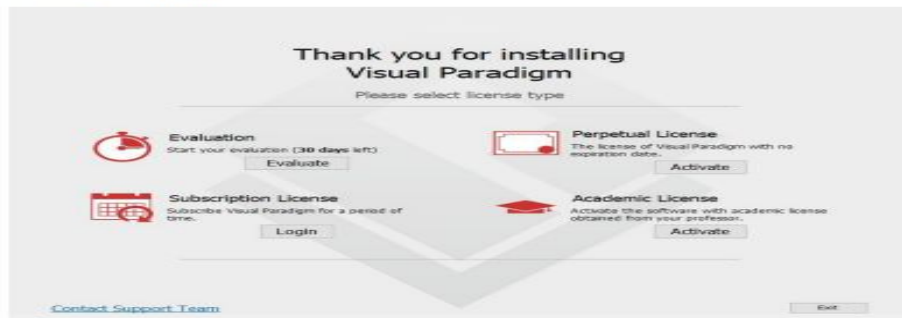 Thank you for installing
Visual Paradigm
Please select license type
Evaluation
Start your evaluation (30 days left)
Evaluate
Perpetual License
The license of Visual Paradigm with no
expiration date.
Activate
Subscription License
Subscribe Visual Paradigm for a period of
time.
Login
Academic License
Activate the software with academic license
obtained from your professor.
Activate
Contact Support Team
Exit